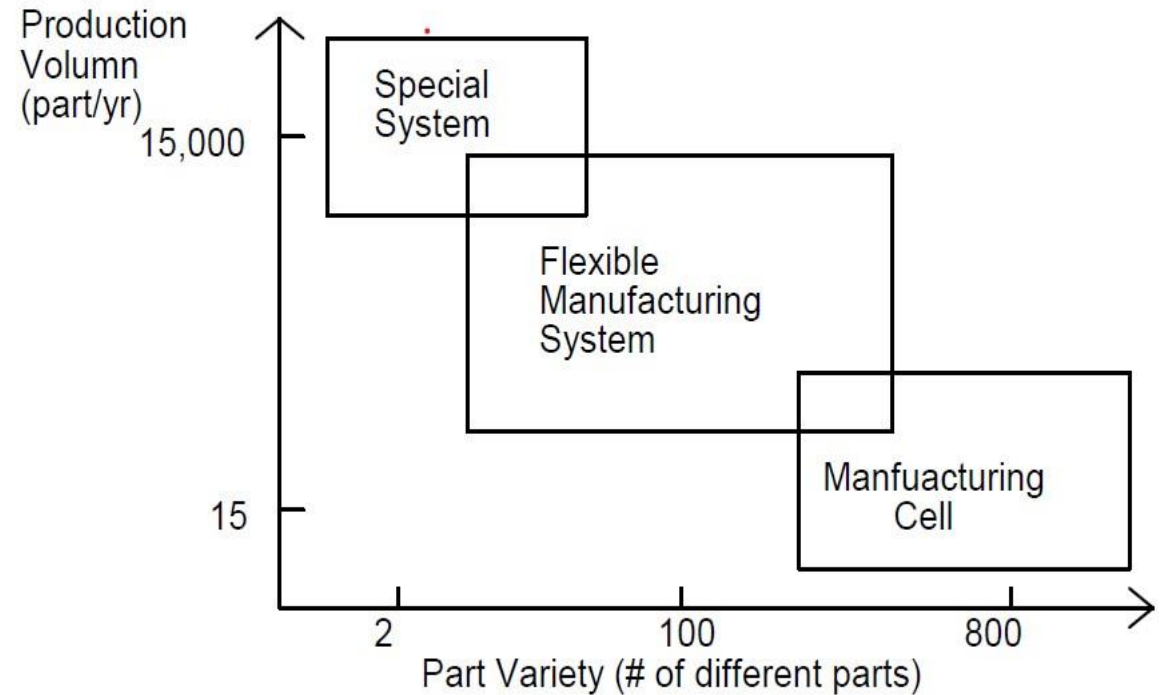 Production
Volumn
(part/yr)
15,000
Special
System
Flexible
Manufacturing
System
Manfuacturing
Cell
15
2
100
800
Part Variety (# of different parts)